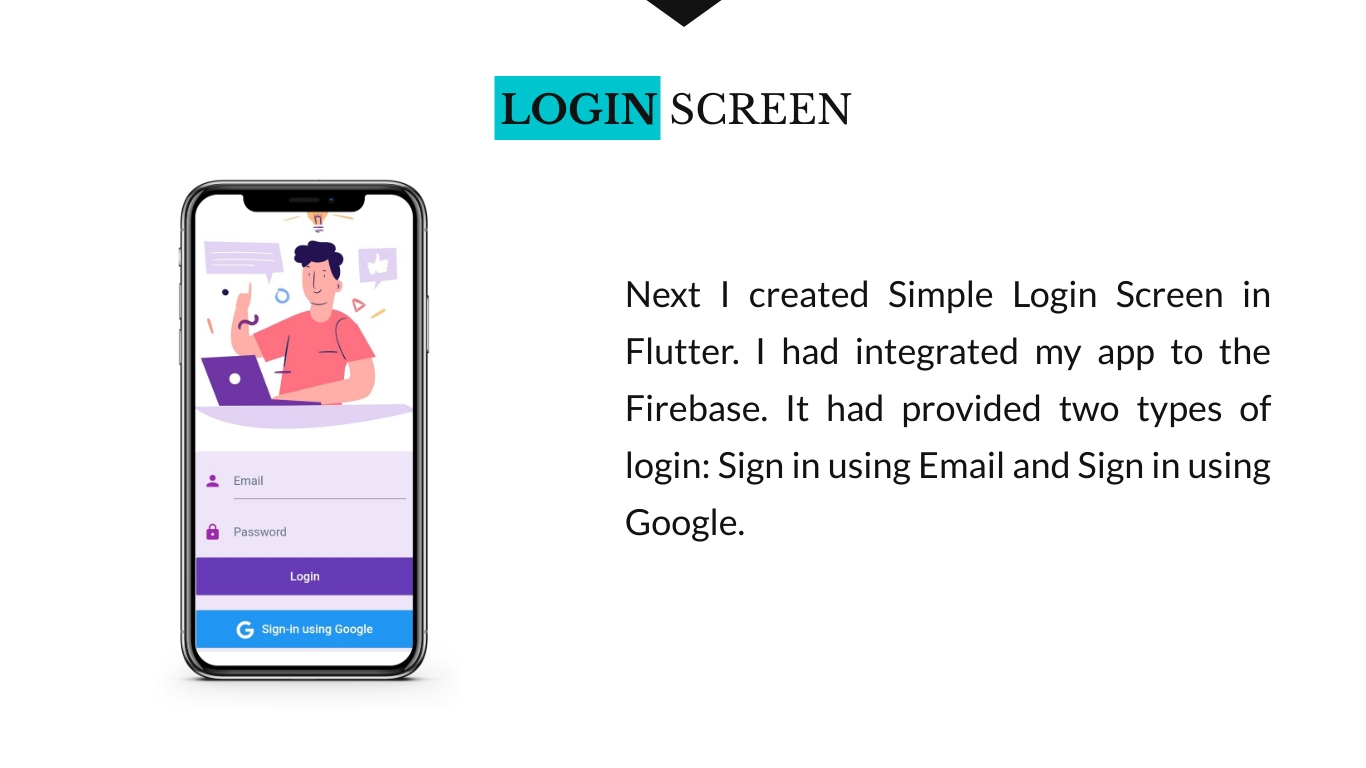 LOGIN SCREEN
Next I created Simple Login Screen in
Flutter. I had integrated my app to the
Firebase. It had provided two types of
login: Sign in using Email and Sign in using
Google.
Email
Password
Login
Sign-in using Google